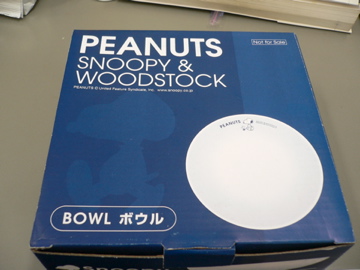 PEANUTS
Not for Sale
SNOOPY &
WOODSTOCK
PEANUTS © United Feature Syndicate, Inc. www.snoopy.co.jp
PEANUTS
BOWL ボウル